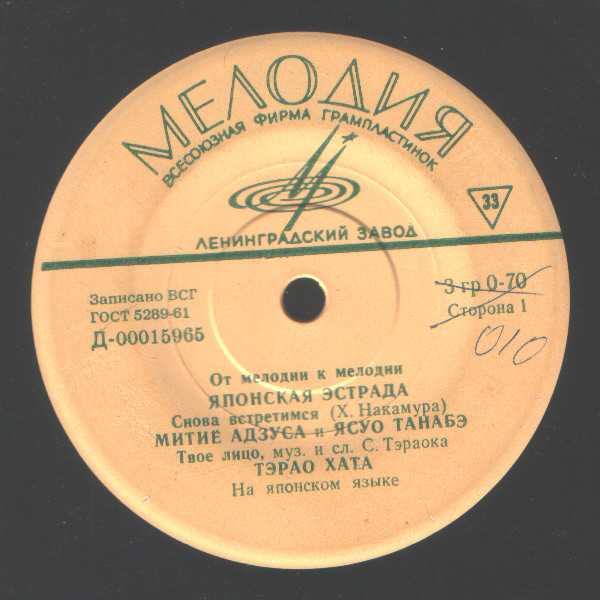 МЕЛОДИЯ
ВСЕСОЮЗНАЯ ФИРМА ГРАМПЛАСТИНОК
33
ЛЕНИНГРАДСКИЙ ЗАВОД
Записано ВСГ
ГОСТ 5289-61
Д-00015965
3 гр 0-70
Сторона 1
010
От мелодии к мелодии
ЯПОНСКАЯ ЭСТРАДА
Снова встретимся (Х. Накамура)
МИТИЁ АДЗУСА и ЯСУО ТАНАБЭ
Твое лицо, муз. и сл. С. Тэраока
ТЭРАО ХАТА
На японском языке